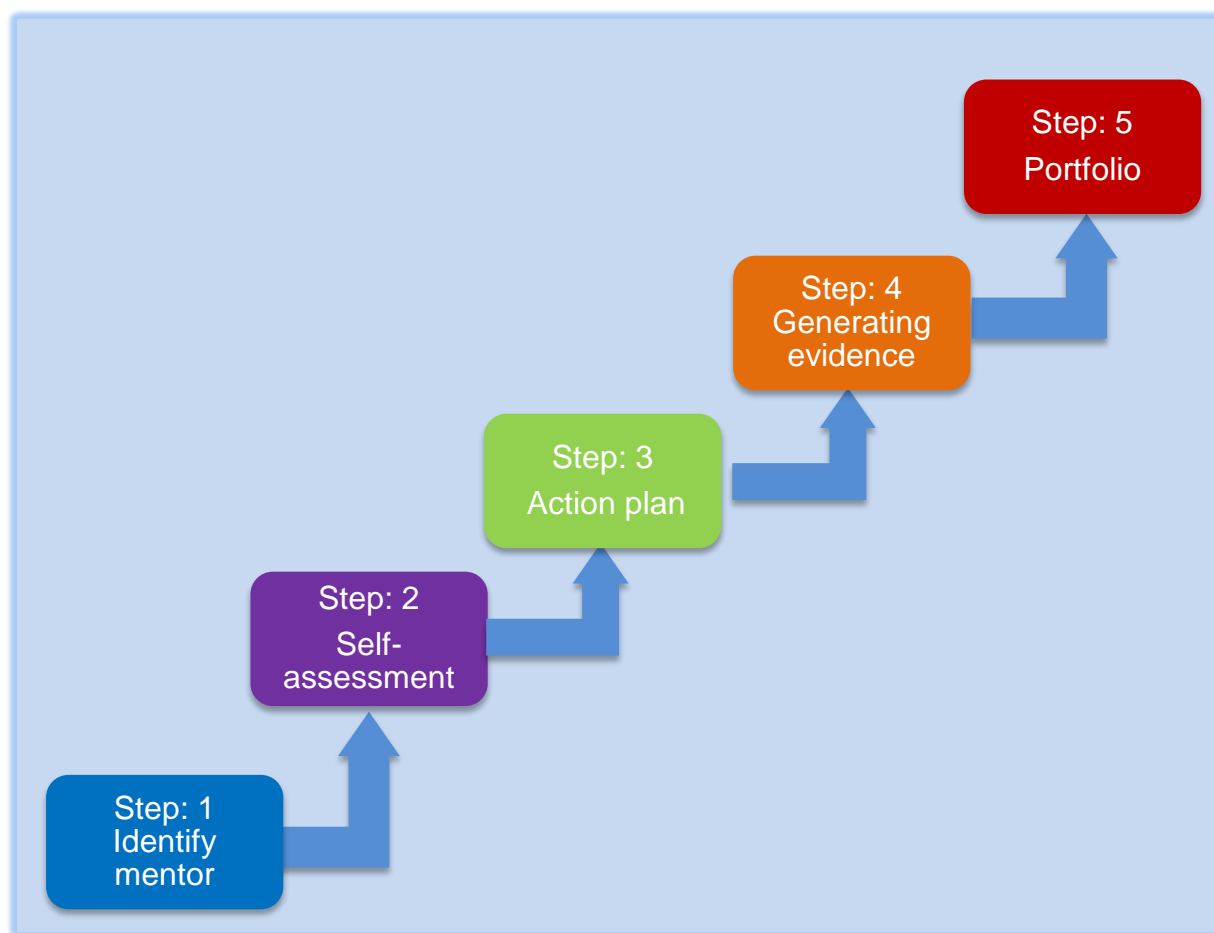 Step: 5
Portfolio
Step: 4
Generating
evidence
Step: 3
Action plan
Step: 2
Self-
assessment
Step: 1
Identify
mentor